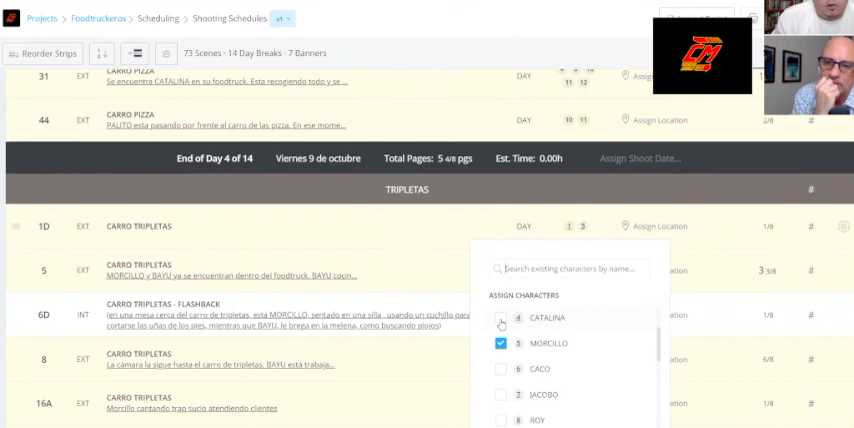 Projects > Foodtruckeros > Scheduling > Shooting Schedules v1
Reorder Strips 73 Scenes · 14 Day Breaks · 7 Banners
CM
31 EXT CARRO PIZZA DAY
Se encuentra CATALINA en su foodtruck. Esta recogiendo todo y se ... 11 12
44 EXT CARRO PIZZA DAY 10 11 Assign Location 2/8 #
PALITO esta pasando por frente al carro de las pizza. En ese mome...
End of Day 4 of 14 Viernes 9 de octubre Total Pages: 5 4/8 pgs Est. Time: 0.00h Assign Shoot Date...
TRIPLETAS #
1D EXT CARRO TRIPLETAS DAY 1 5 Assign Location 1/8 #
5 EXT CARRO TRIPLETAS 3 3/8 #
MORCILLO y BAYU ya se encuentran dentro del foodtruck. BAYU cocin...
6D INT CARRO TRIPLETAS - FLASHBACK 1/8 #
(en una mesa cerca del carro de tripletas, está MORCILLO, sentado en una silla , usando un cuchillo para
cortarse las uñas de los pies, mientras que BAYU, le brega en la melena, como buscando piojos)
8 EXT CARRO TRIPLETAS 6/8 #
La cámara la sigue hasta el carro de tripletas. BAYU está trabaja...
16A EXT CARRO TRIPLETAS 1/8 #
Morcillo cantando trap sucio atendiendo clientes
Search existing characters by name...
ASSIGN CHARACTERS
4 CATALINA
5 MORCILLO
6 CACO
7 JACOBO
8 ROY